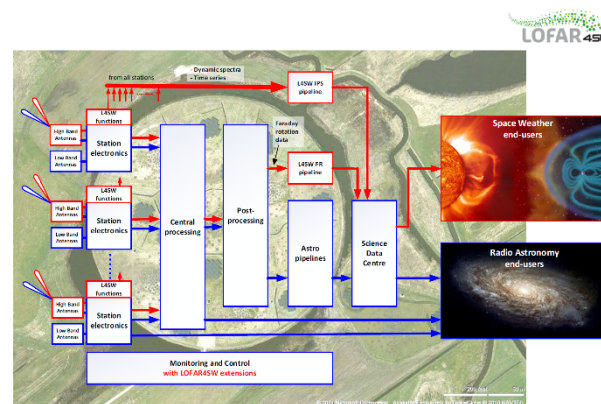 LOFAR 4SW
- Dynamic spectra
- Time series
from all stations
L4SW IPS
pipeline
L4SW
functions
High Band
Antennas
Low Band
Antennas
Station
electronics
Faraday
rotation
data
L4SW FR
pipeline
Space Weather
end-users
L4SW
functions
High Band
Antennas
Low Band
Antennas
Station
electronics
Central
processing
Post-
processing
Astro
pipelines
Science
Data
Centre
Radio Astronomy
end-users
L4SW
functions
High Band
Antennas
Low Band
Antennas
Station
electronics
Monitoring and Control
with LOFAR4SW extensions